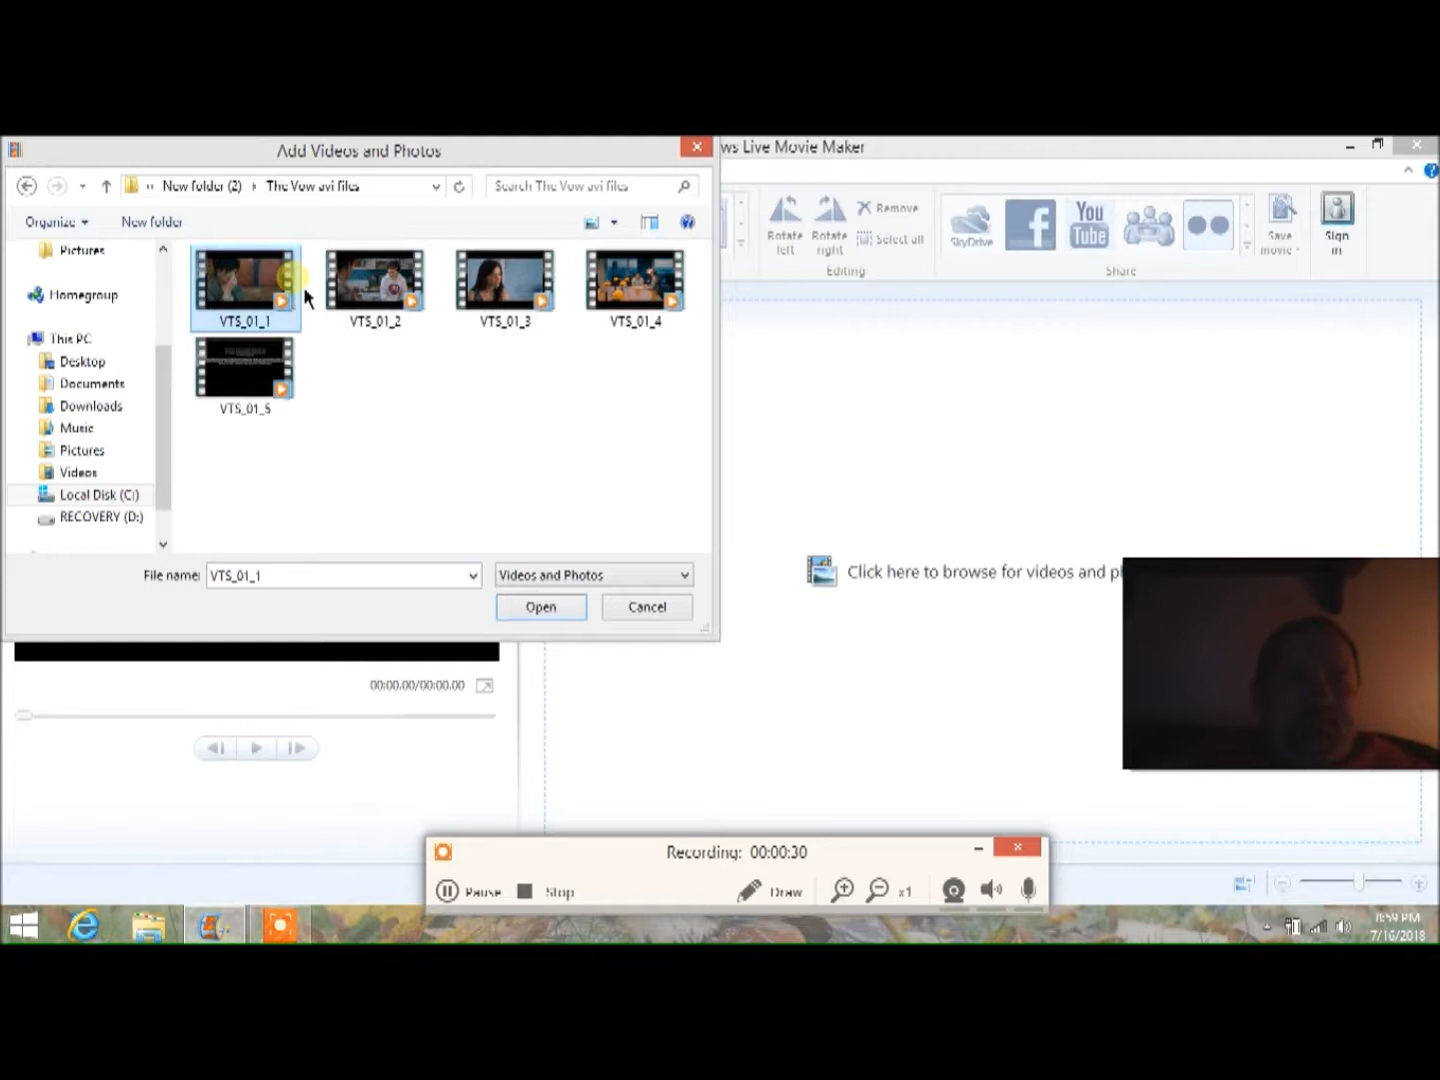 Add Videos and Photos
ws Live Movie Maker
New folder (2)
The Vow avi files
Search The Vow avi files
Organize
New folder
Pictures
Homegroup
This PC
Desktop
Documents
Downloads
Music
Pictures
Videos
Local Disk (C:)
RECOVERY (D:)
VTS_01_1
VTS_01_2
VTS_01_3
VTS_01_4
VTS_01_5
File name:
VTS_01_1
Videos and Photos
Open
Cancel
Rotate left
Rotate right
Remove
Select all
Editing
SkyDrive
You Tube
Save movie
Share
Sign in
Click here to browse for videos and p
00:00.00/00:00.00
Recording: 00:00:30
Pause
Stop
Draw
x1
8:59 PM
7/16/2018